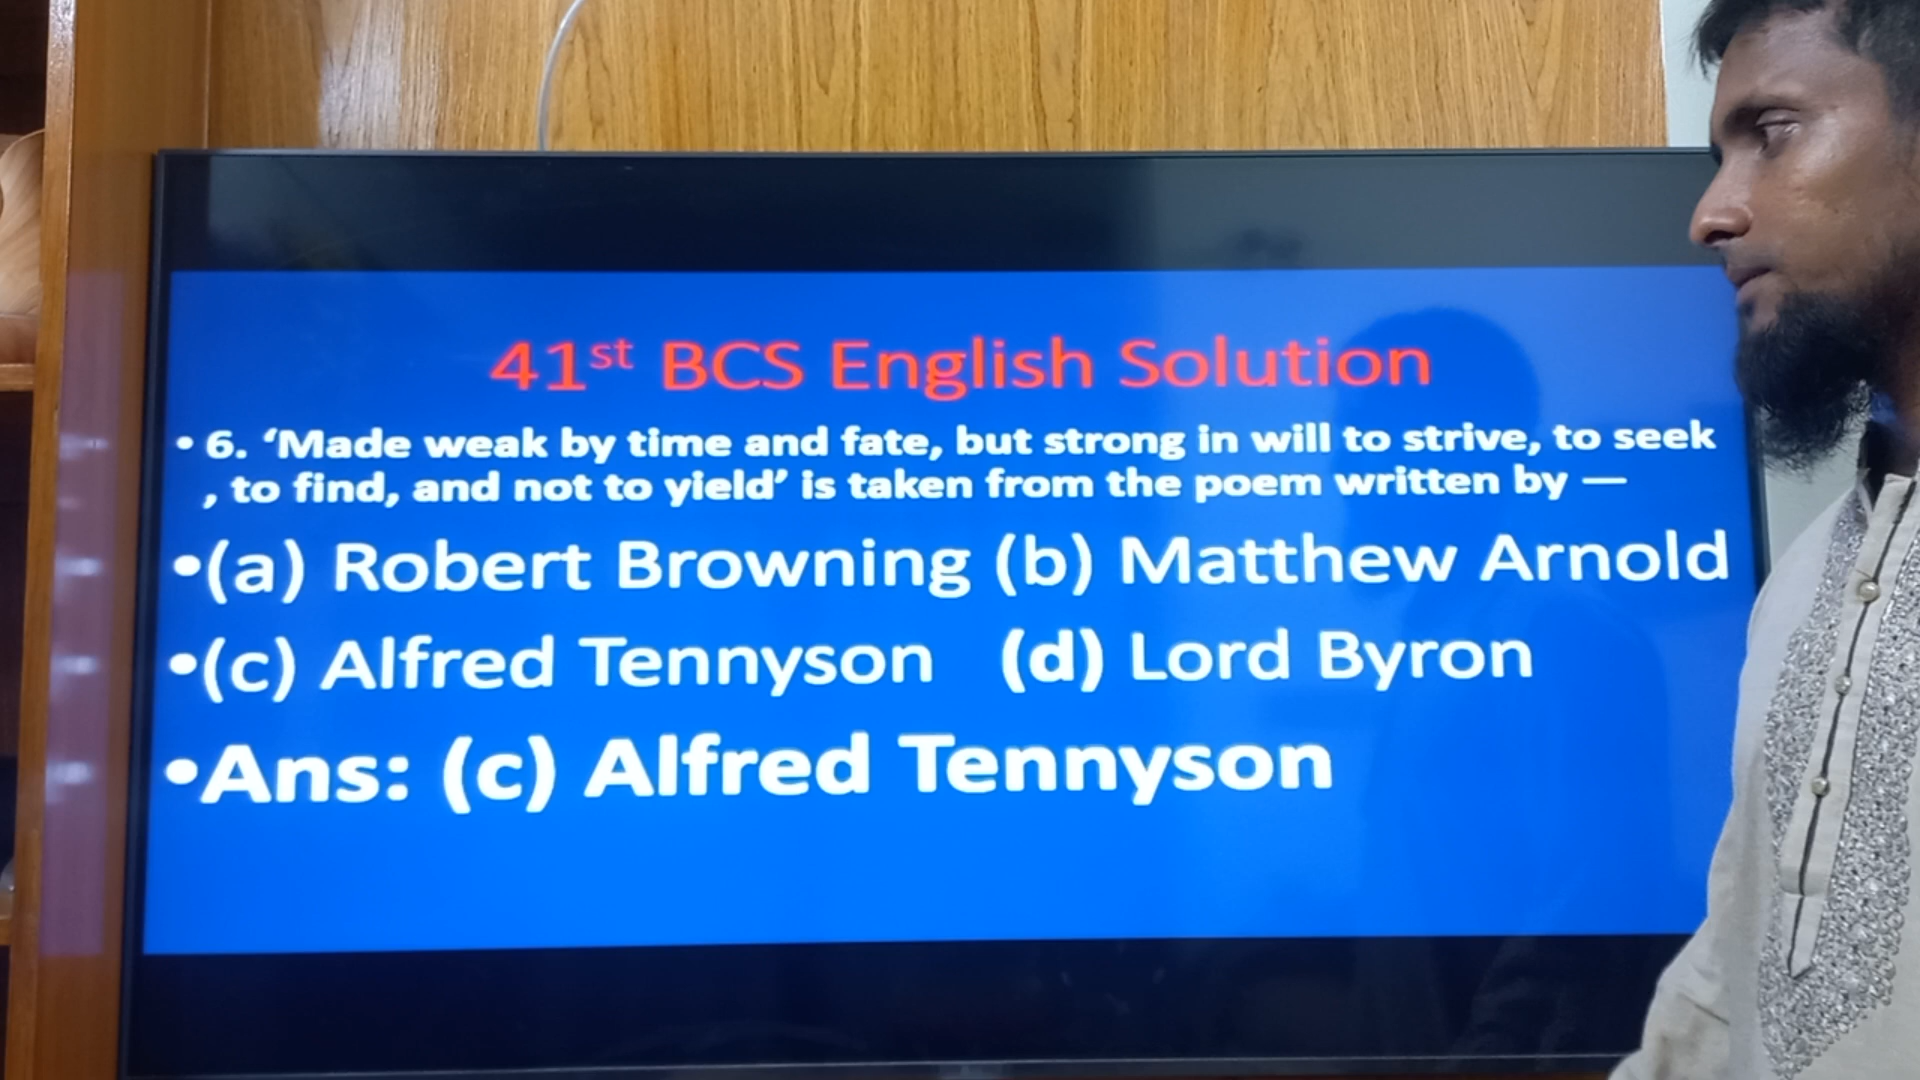 41st BCS English Solution
• 6. ‘Made weak by time and fate, but strong in will to strive, to seek
, to find, and not to yield’ is taken from the poem written by —
•(a) Robert Browning (b) Matthew Arnold
•(c) Alfred Tennyson (d) Lord Byron
•Ans: (c) Alfred Tennyson